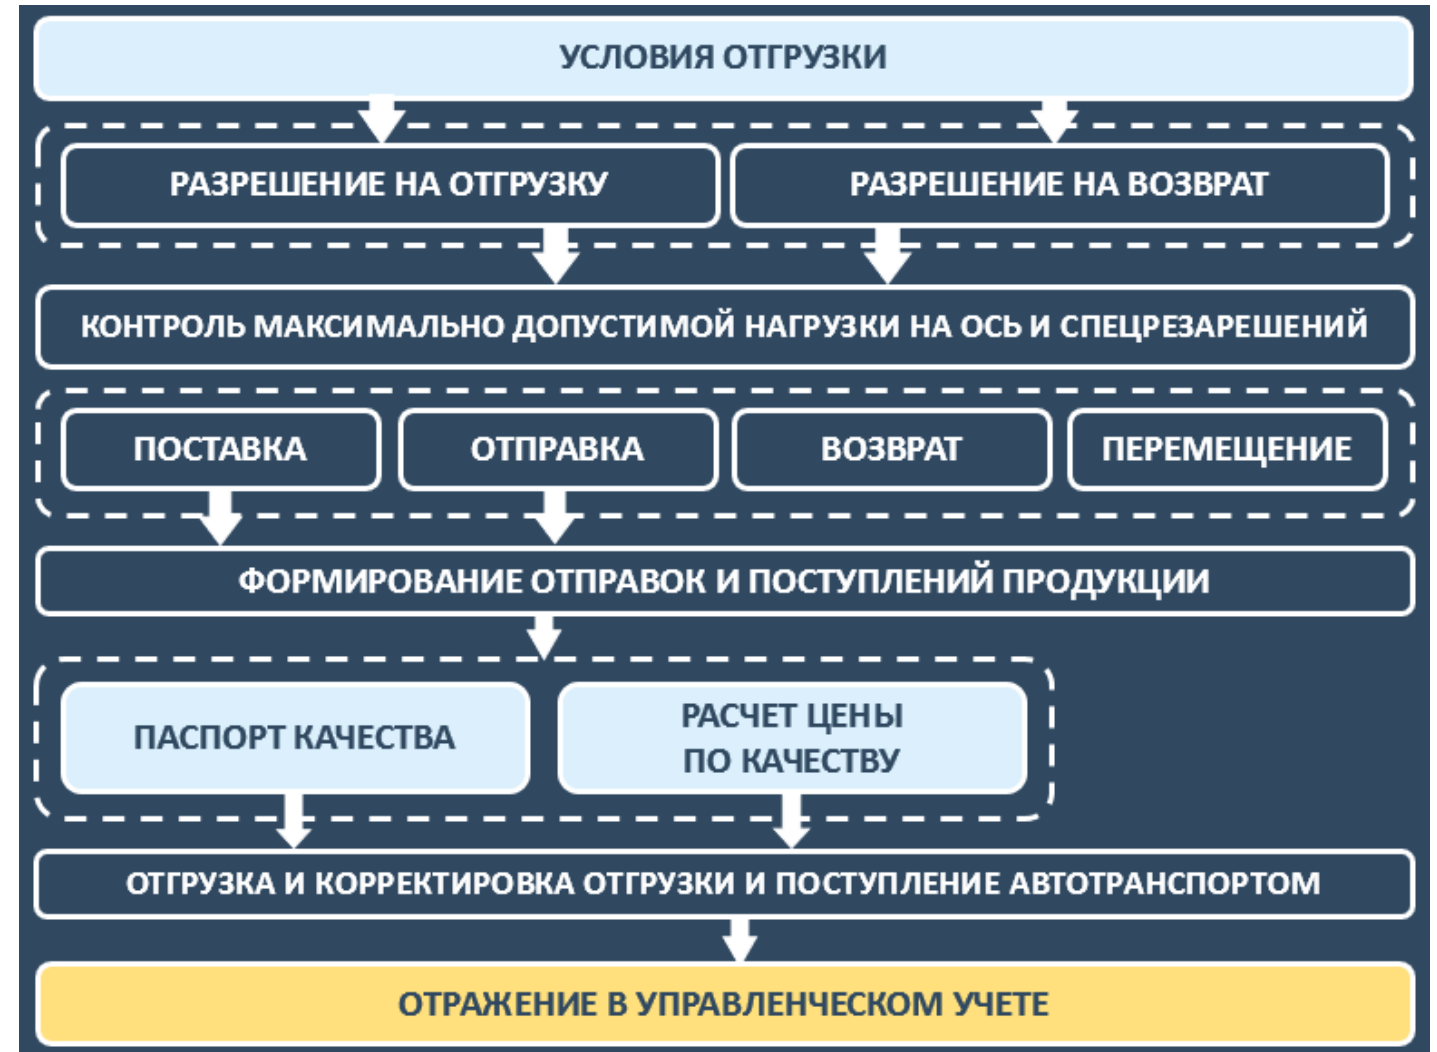 УСЛОВИЯ ОТГРУЗКИ
РАЗРЕШЕНИЕ НА ОТГРУЗКУ
РАЗРЕШЕНИЕ НА ВОЗВРАТ
КОНТРОЛЬ МАКСИМАЛЬНО ДОПУСТИМОЙ НАГРУЗКИ НА ОСЬ И СПЕЦРЕЗАРЕШЕНИЙ
ПОСТАВКА
ОТПРАВКА
ВОЗВРАТ
ПЕРЕМЕЩЕНИЕ
ФОРМИРОВАНИЕ ОТПРАВОК И ПОСТУПЛЕНИЙ ПРОДУКЦИИ
ПАСПОРТ КАЧЕСТВА
РАСЧЕТ ЦЕНЫ
ПО КАЧЕСТВУ
ОТГРУЗКА И КОРРЕКТИРОВКА ОТГРУЗКИ И ПОСТУПЛЕНИЕ АВТОТРАНСПОРТОМ
ОТРАЖЕНИЕ В УПРАВЛЕНЧЕСКОМ УЧЕТЕ